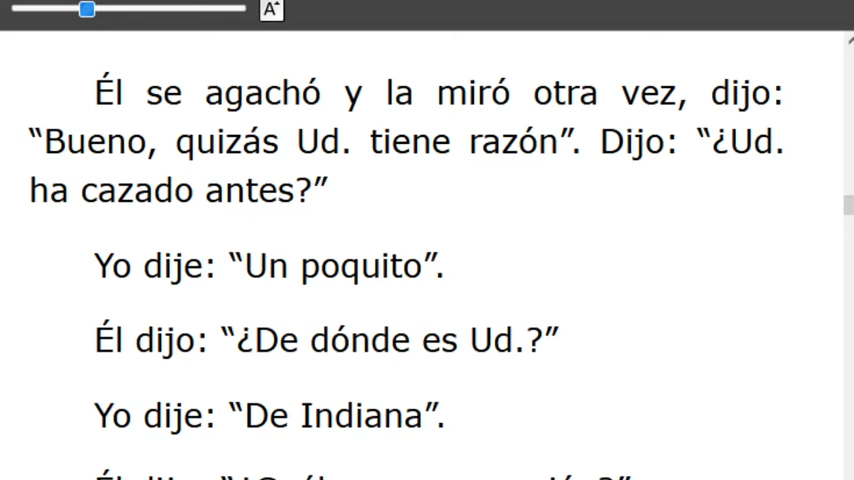 A
Él se agachó y la miró otra vez, dijo:
“Bueno, quizás Ud. tiene razón”. Dijo: “¿Ud.
ha cazado antes?”
Yo dije: “Un poquito”.
Él dijo: “¿De dónde es Ud.?”
Yo dije: “De Indiana”.